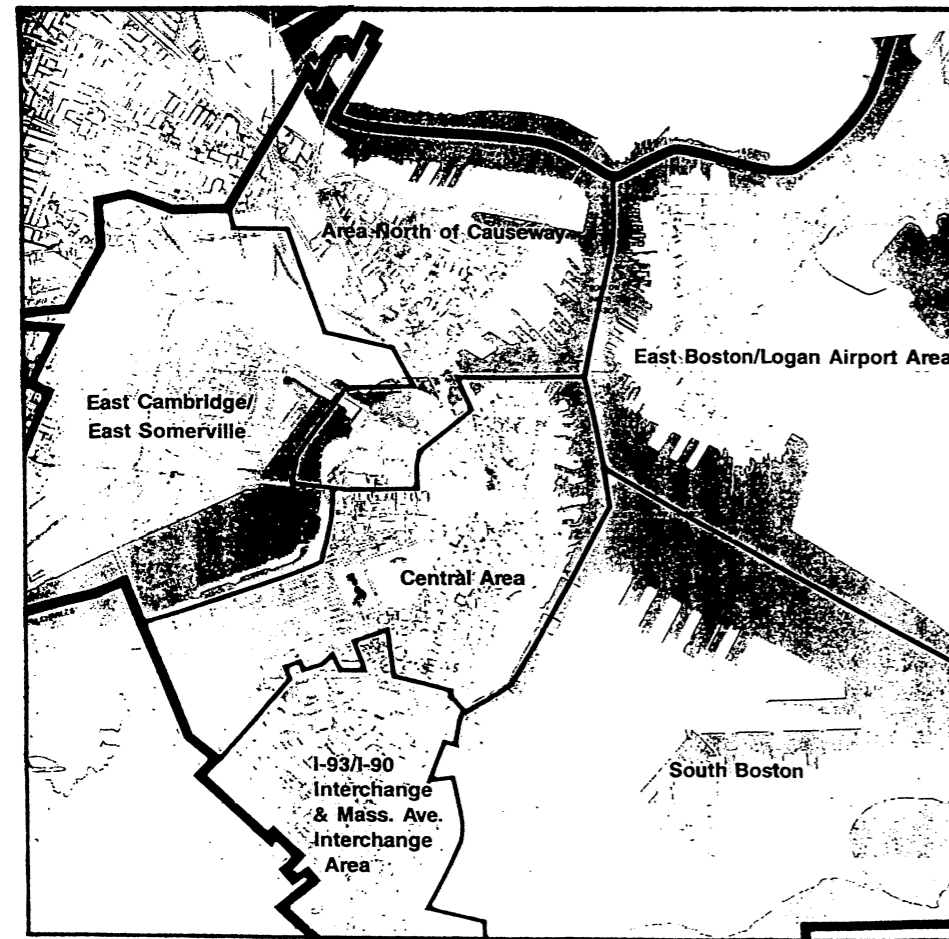 Area North of Causeway
East Boston/Logan Airport Area
East Cambridge/
East Somerville
Central Area
I-93/I-90
Interchange
& Mass. Ave.
Interchange
Area
South Boston